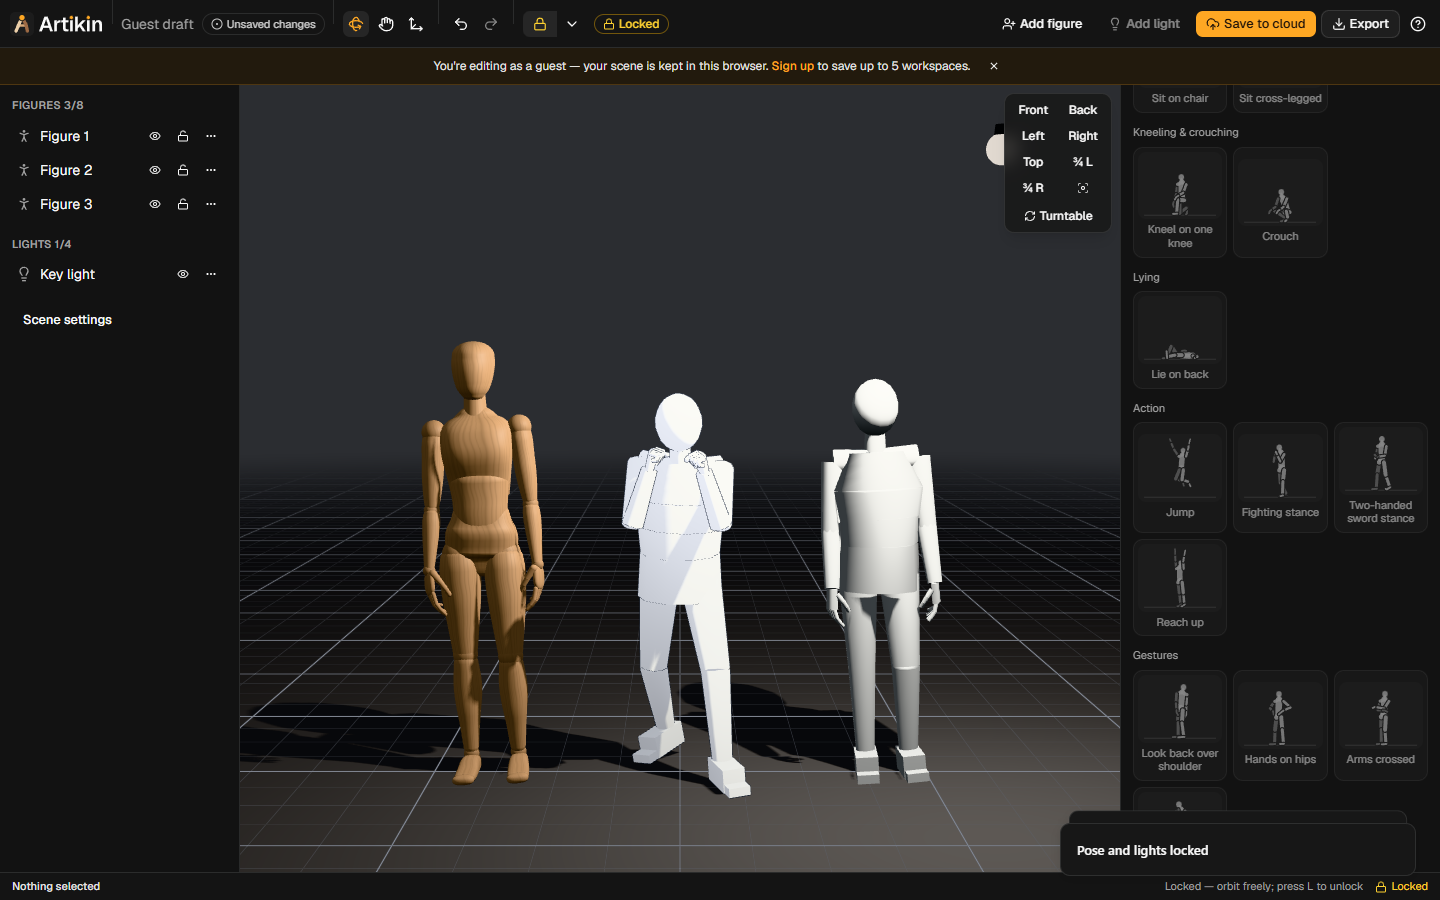 Artikin
Guest draft
Unsaved changes
Locked
Add figure
Add light
Save to cloud
Export
You're editing as a guest — your scene is kept in this browser. Sign up to save up to 5 workspaces.
FIGURES 3/8
Figure 1
Figure 2
Figure 3
LIGHTS 1/4
Key light
Scene settings
Front Back
Left Right
Top ¾ L
¾ R
Turntable
Sit on chair
Sit cross-legged
Kneeling & crouching
Kneel on one
knee
Crouch
Lying
Lie on back
Action
Jump
Fighting stance
Two-handed
sword stance
Reach up
Gestures
Look back over
shoulder
Hands on hips
Arms crossed
Pose and lights locked
Nothing selected
Locked — orbit freely; press L to unlock
Locked